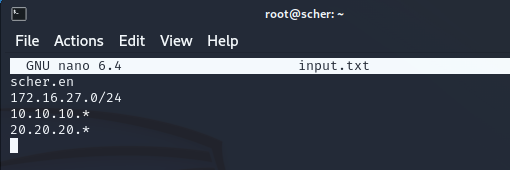 root@scher: ~
File Actions Edit View Help
GNU nano 6.4 input.txt
scher.en
172.16.27.0/24
10.10.10.*
20.20.20.*